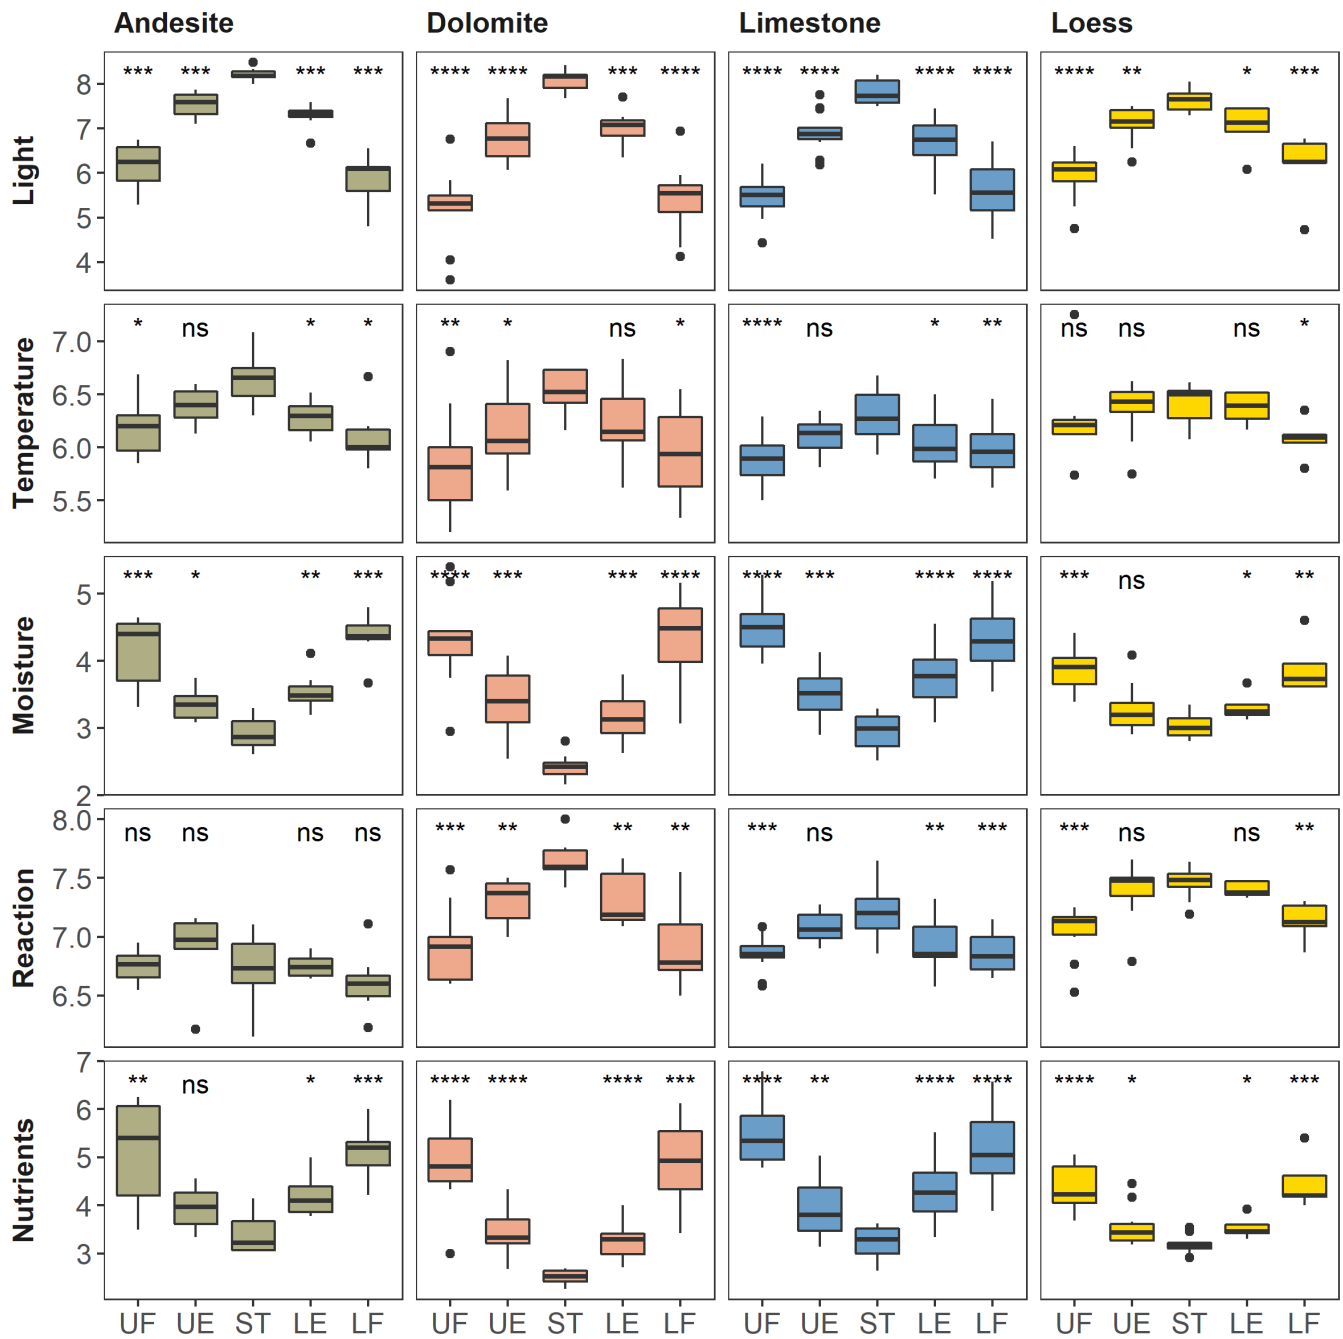 Andesite Dolomite Limestone Loess
Light
8
7
6
5
4
*** *** *** ***
**** **** *** ****
**** **** **** ****
**** ** * ***
Temperature
7.0
6.5
6.0
5.5
* ns * *
** * ns *
**** ns * **
ns ns ns *
Moisture
5
4
3
2
*** * ** ***
**** *** *** ****
**** *** **** ****
*** ns * **
Reaction
8.0
7.5
7.0
6.5
ns ns ns ns
*** ** ** **
*** ns ** ***
*** ns ns **
Nutrients
7
6
5
4
3
** ns * ***
**** **** **** ***
**** ** **** ****
**** * * ***
UF UE ST LE LF UF UE ST LE LF UF UE ST LE LF UF UE ST LE LF